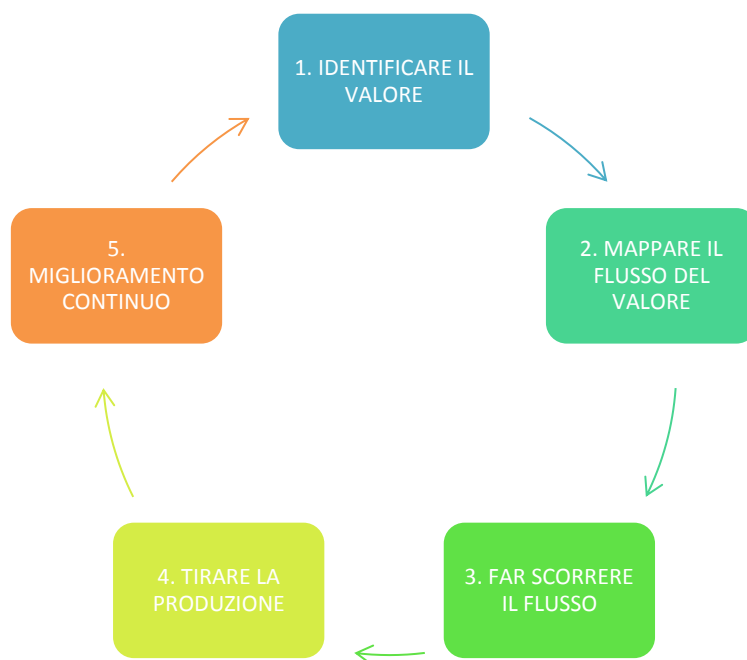 1. IDENTIFICARE IL
VALORE
2. MAPPARE IL
FLUSSO DEL
VALORE
3. FAR SCORRERE
IL FLUSSO
4. TIRARE LA
PRODUZIONE
5.
MIGLIORAMENTO
CONTINUO